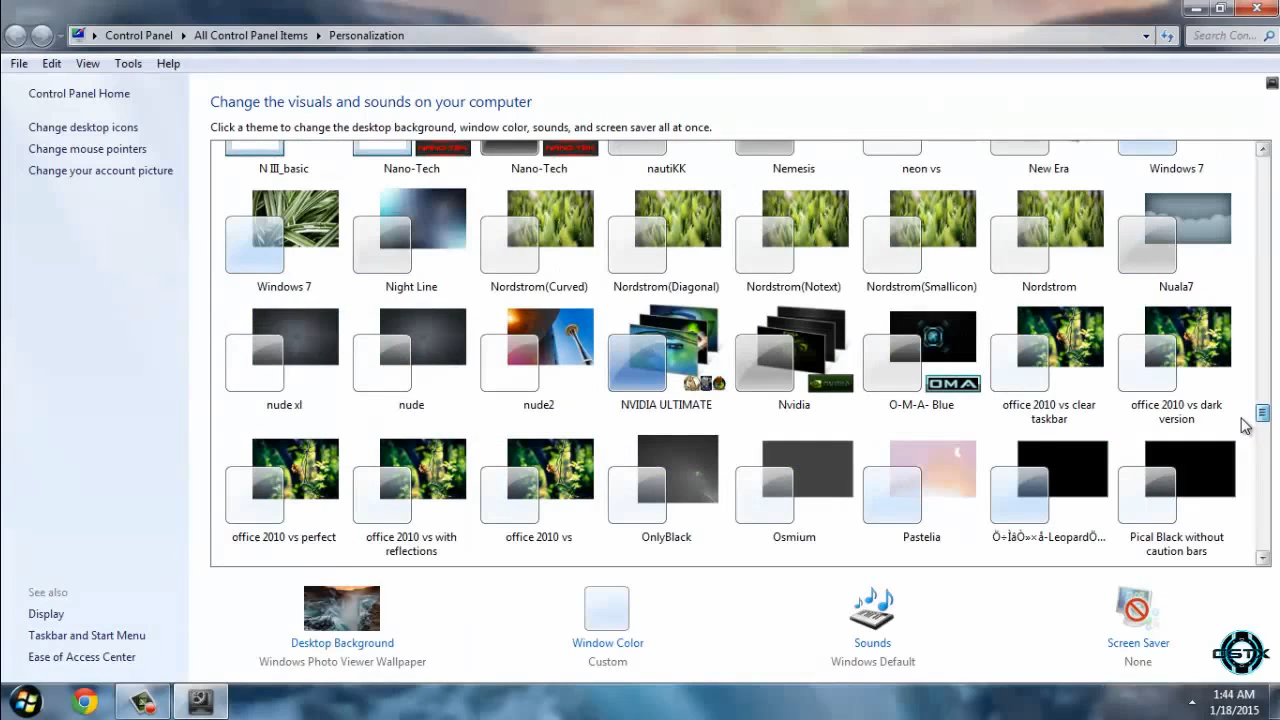 Control Panel
All Control Panel Items
Personalization
Search Con...
File Edit View Tools Help
Control Panel Home
Change desktop icons
Change mouse pointers
Change your account picture
Change the visuals and sounds on your computer
Click a theme to change the desktop background, window color, sounds, and screen saver all at once.
N III_basic
Nano-Tech
Nano-Tech
nautiKK
Nemesis
neon vs
New Era
Windows 7
Windows 7
Night Line
Nordstrom(Curved)
Nordstrom(Diagonal)
Nordstrom(Notext)
Nordstrom(Smallicon)
Nordstrom
Nuala7
OMA
nude xl
nude
nude2
NVIDIA ULTIMATE
Nvidia
O-M-A- Blue
office 2010 vs clear
taskbar
office 2010 vs dark
version
office 2010 vs perfect
office 2010 vs with
reflections
office 2010 vs
OnlyBlack
Osmium
Pastelia
Ö÷ÌâÒ»×å-LeopardÖ...
Pical Black without
caution bars
See also
Display
Taskbar and Start Menu
Ease of Access Center
Desktop Background
Windows Photo Viewer Wallpaper
Window Color
Custom
Sounds
Windows Default
Screen Saver
None
1:44 AM
1/18/2015